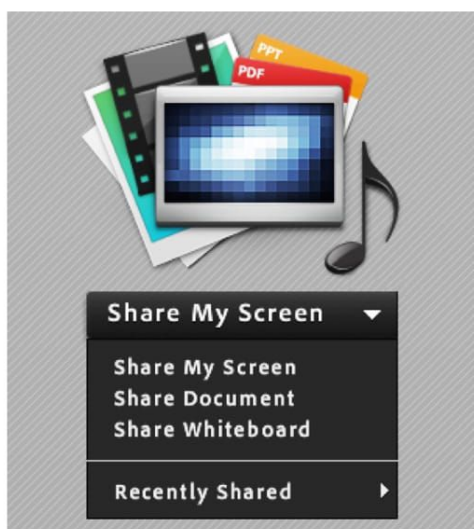 PPT
PDF
Share My Screen
Share My Screen
Share Document
Share Whiteboard
Recently Shared